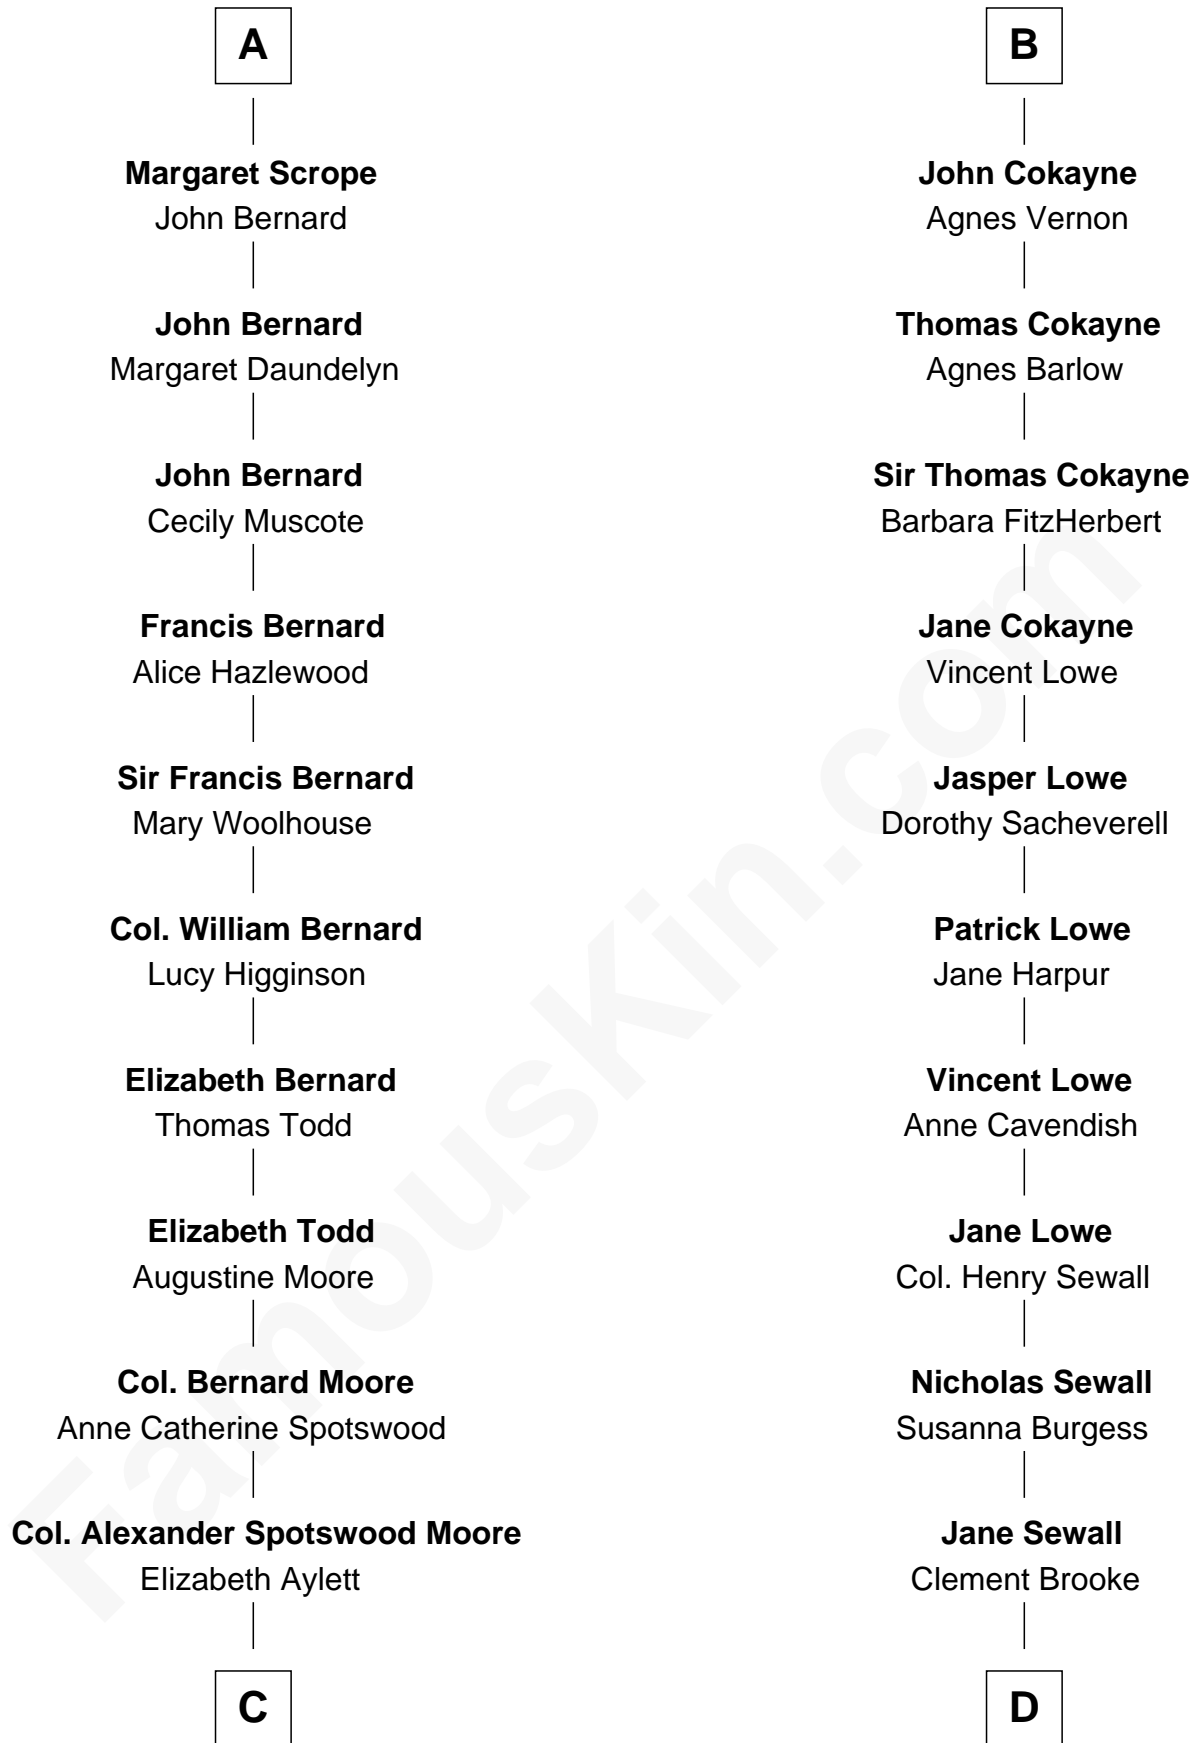 A
Margaret Scrope
John Bernard
John Bernard
Margaret Daundelyn
John Bernard
Cecily Muscote
Francis Bernard
Alice Hazlewood
Sir Francis Bernard
Mary Woolhouse
Col. William Bernard
Lucy Higginson
Elizabeth Bernard
Thomas Todd
Elizabeth Todd
Augustine Moore
Col. Bernard Moore
Anne Catherine Spotswood
Col. Alexander Spotswood Moore
Elizabeth Aylett
C
B
John Cokayne
Agnes Vernon
Thomas Cokayne
Agnes Barlow
Sir Thomas Cokayne
Barbara FitzHerbert
Jane Cokayne
Vincent Lowe
Jasper Lowe
Dorothy Sacheverell
Patrick Lowe
Jane Harpur
Vincent Lowe
Anne Cavendish
Jane Lowe
Col. Henry Sewall
Nicholas Sewall
Susanna Burgess
Jane Sewall
Clement Brooke
D
FamousKin.com